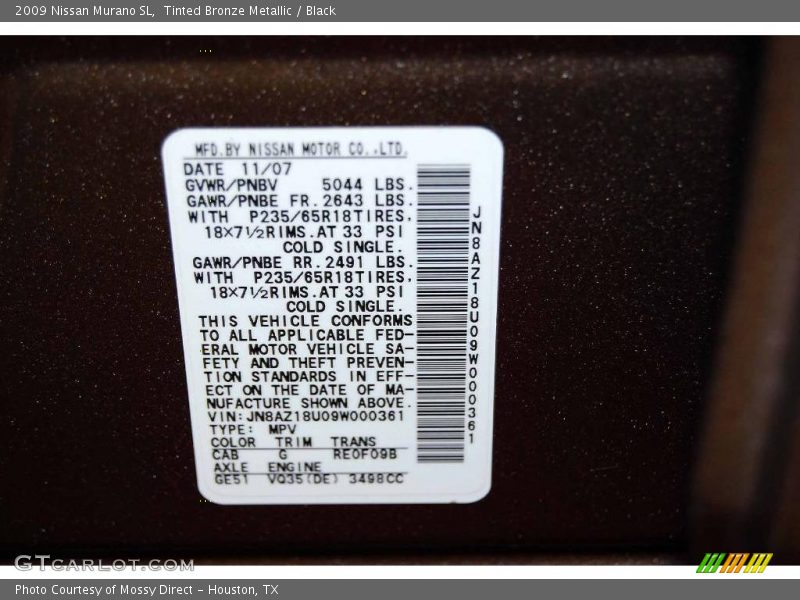 2009 Nissan Murano SL,  Tinted Bronze Metallic / Black
MFD.BY NISSAN MOTOR CO.,LTD.
DATE 11/07
GVWR/PNBV 5044 LBS.
GAWR/PNBE FR.2643 LBS.
WITH P235/65R18TIRES,
18×7½RIMS.AT 33 PSI
COLD SINGLE.
GAWR/PNBE RR.2491 LBS.
WITH P235/65R18TIRES,
18×7½RIMS.AT 33 PSI
COLD SINGLE.
THIS VEHICLE CONFORMS
TO ALL APPLICABLE FED-
ERAL MOTOR VEHICLE SA-
FETY AND THEFT PREVEN-
TION STANDARDS IN EFF-
ECT ON THE DATE OF MA-
NUFACTURE SHOWN ABOVE.
VIN:JN8AZ18U09W000361
TYPE: MPV
COLOR TRIM TRANS
CAB G RE0F09B
AXLE ENGINE
GE51 VQ35(DE) 3498CC
JN8AZ18U09W000361
GTCARLOT.COM
Photo Courtesy of Mossy Direct – Houston, TX